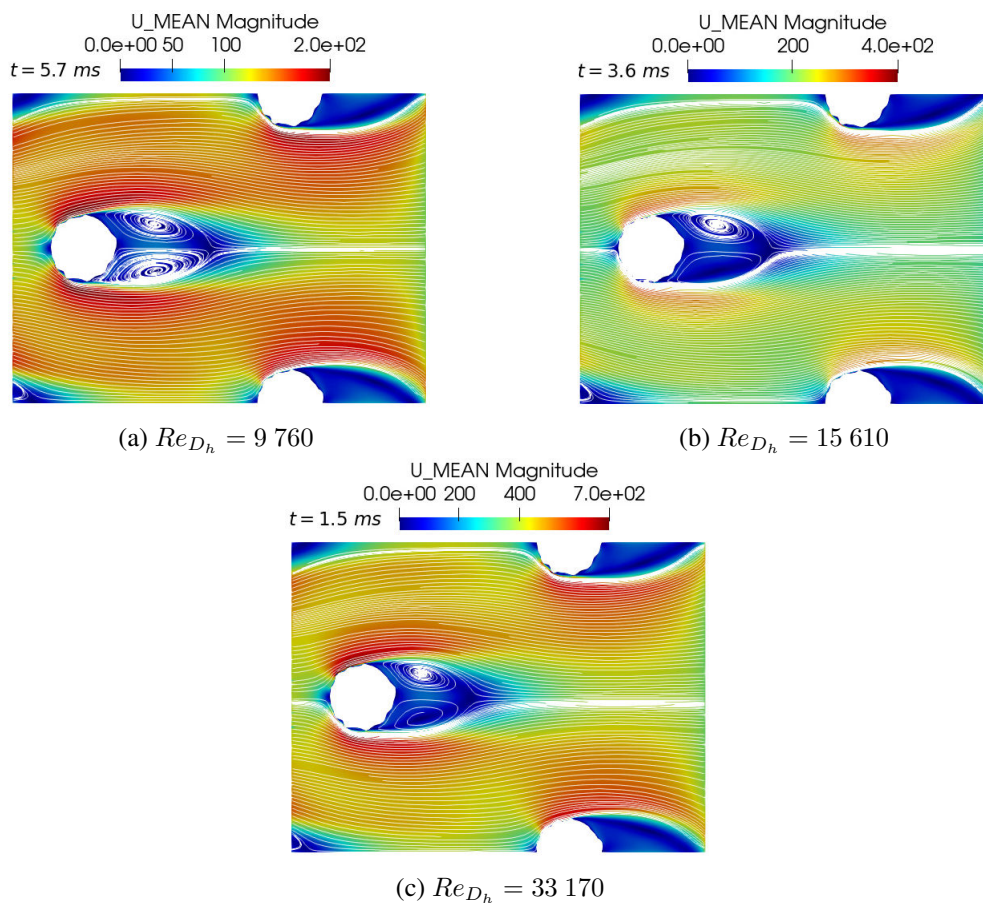 U_MEAN Magnitude
0.0e+00 50 100 2.0e+02
t = 5.7 ms
(a) Re_{D_h} = 9 760
U_MEAN Magnitude
0.0e+00 200 4.0e+02
t = 3.6 ms
(b) Re_{D_h} = 15 610
U_MEAN Magnitude
0.0e+00 200 400 7.0e+02
t = 1.5 ms
(c) Re_{D_h} = 33 170